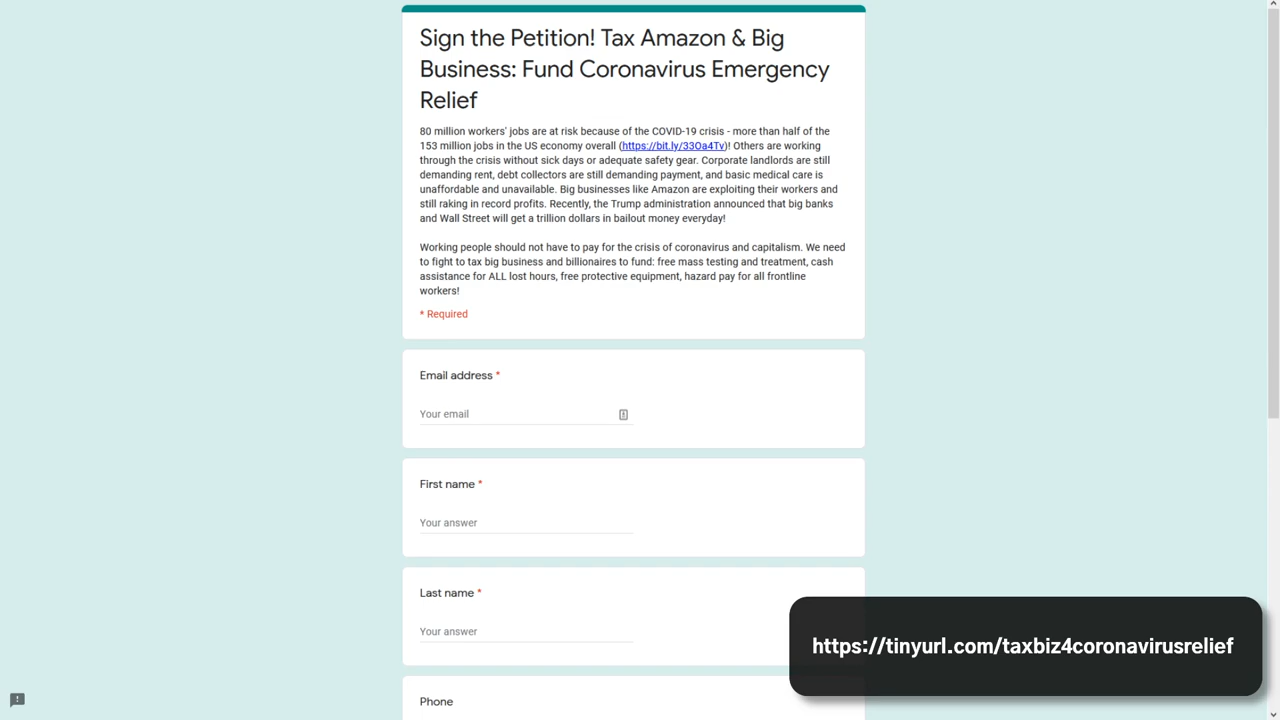 Sign the Petition! Tax Amazon & Big
Business: Fund Coronavirus Emergency
Relief
80 million workers' jobs are at risk because of the COVID-19 crisis - more than half of the
153 million jobs in the US economy overall (https://bit.ly/33Oa4Tv)! Others are working
through the crisis without sick days or adequate safety gear. Corporate landlords are still
demanding rent, debt collectors are still demanding payment, and basic medical care is
unaffordable and unavailable. Big businesses like Amazon are exploiting their workers and
still raking in record profits. Recently, the Trump administration announced that big banks
and Wall Street will get a trillion dollars in bailout money everyday!
Working people should not have to pay for the crisis of coronavirus and capitalism. We need
to fight to tax big business and billionaires to fund: free mass testing and treatment, cash
assistance for ALL lost hours, free protective equipment, hazard pay for all frontline
workers!
* Required
Email address *
Your email
First name *
Your answer
Last name *
Your answer
https://tinyurl.com/taxbiz4coronavirusrelief
Phone